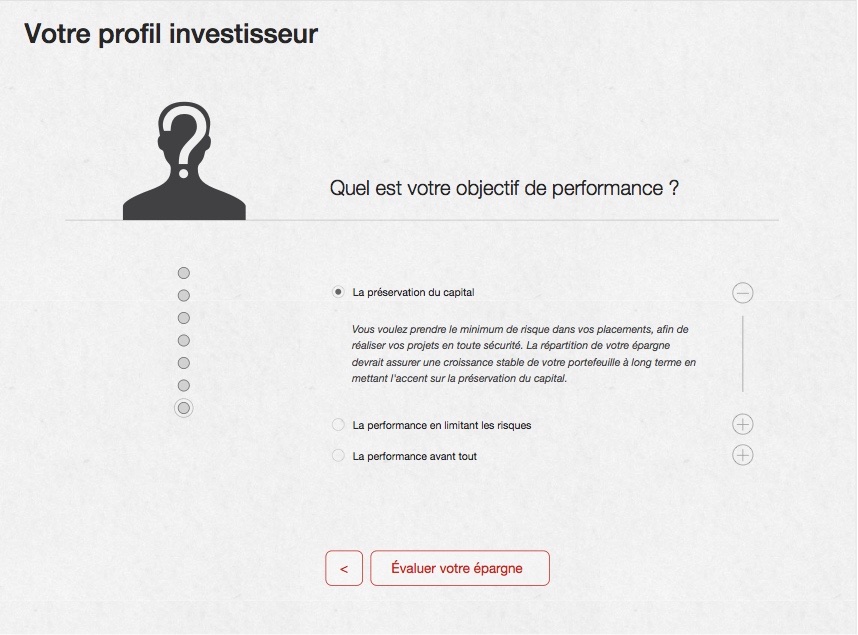 Votre profil investisseur
?
Quel est votre objectif de performance ?
La préservation du capital
Vous voulez prendre le minimum de risque dans vos placements, afin de
réaliser vos projets en toute sécurité. La répartition de votre épargne
devrait assurer une croissance stable de votre portefeuille à long terme en
mettant l'accent sur la préservation du capital.
La performance en limitant les risques
La performance avant tout
< Évaluer votre épargne